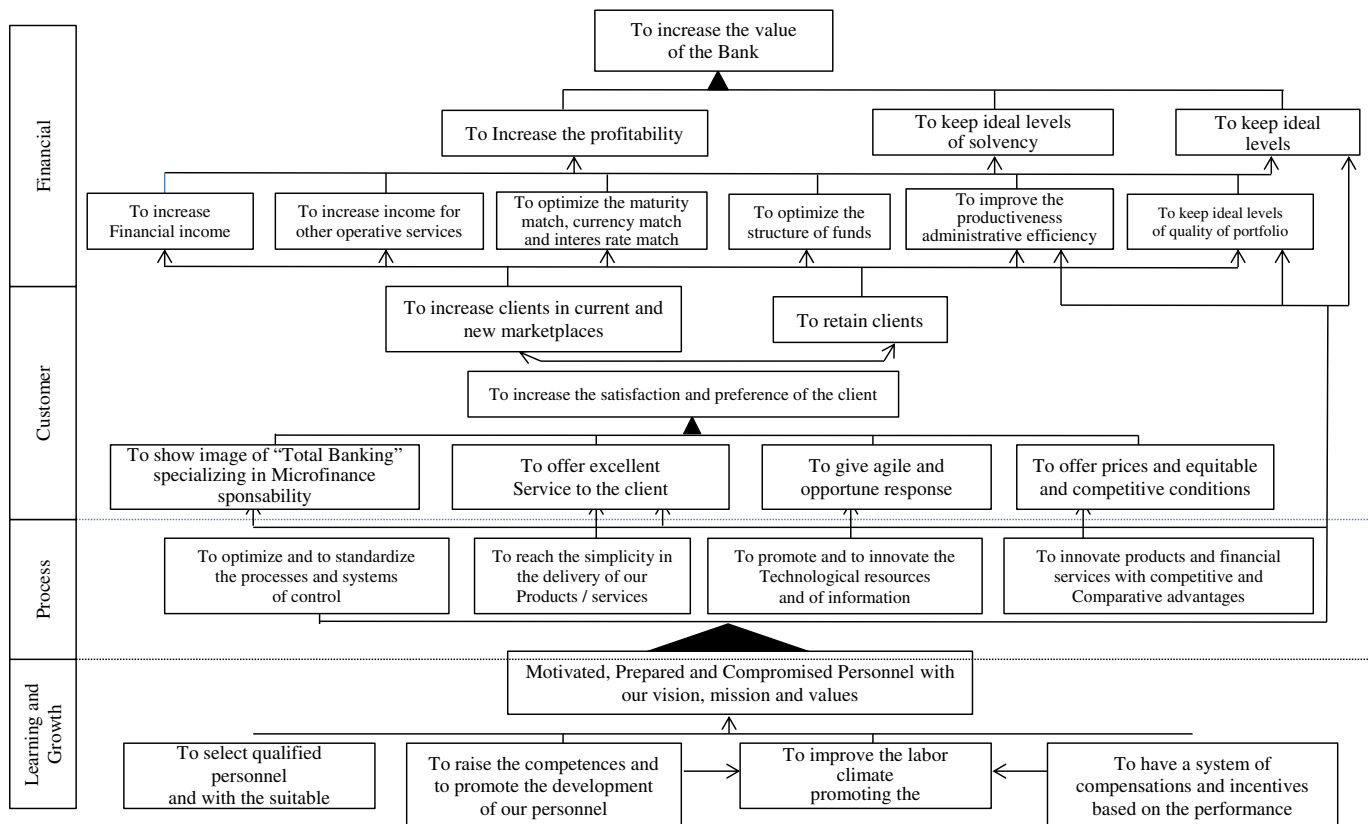 To increase the value
of the Bank
Financial
To Increase the profitability
To keep ideal levels
of solvency
To keep ideal
levels
To increase
Financial income
To increase income for
other operative services
To optimize the maturity
match, currency match
and interes rate match
To optimize the
structure of funds
To improve the
productiveness
administrative efficiency
To keep ideal levels
of quality of portfolio
Customer
To increase clients in current and
new marketplaces
To retain clients
To increase the satisfaction and preference of the client
To show image of “Total Banking”
specializing in Microfinance
sponsability
To offer excellent
Service to the client
To give agile and
opportune response
To offer prices and equitable
and competitive conditions
Process
To optimize and to standardize
the processes and systems
of control
To reach the simplicity in
the delivery of our
Products / services
To promote and to innovate the
Technological resources
and of information
To innovate products and financial
services with competitive and
Comparative advantages
Learning and
Growth
Motivated, Prepared and Compromised Personnel with
our vision, mission and values
To select qualified
personnel
and with the suitable
To raise the competences and
to promote the development
of our personnel
To improve the labor
climate
promoting the
To have a system of
compensations and incentives
based on the performance